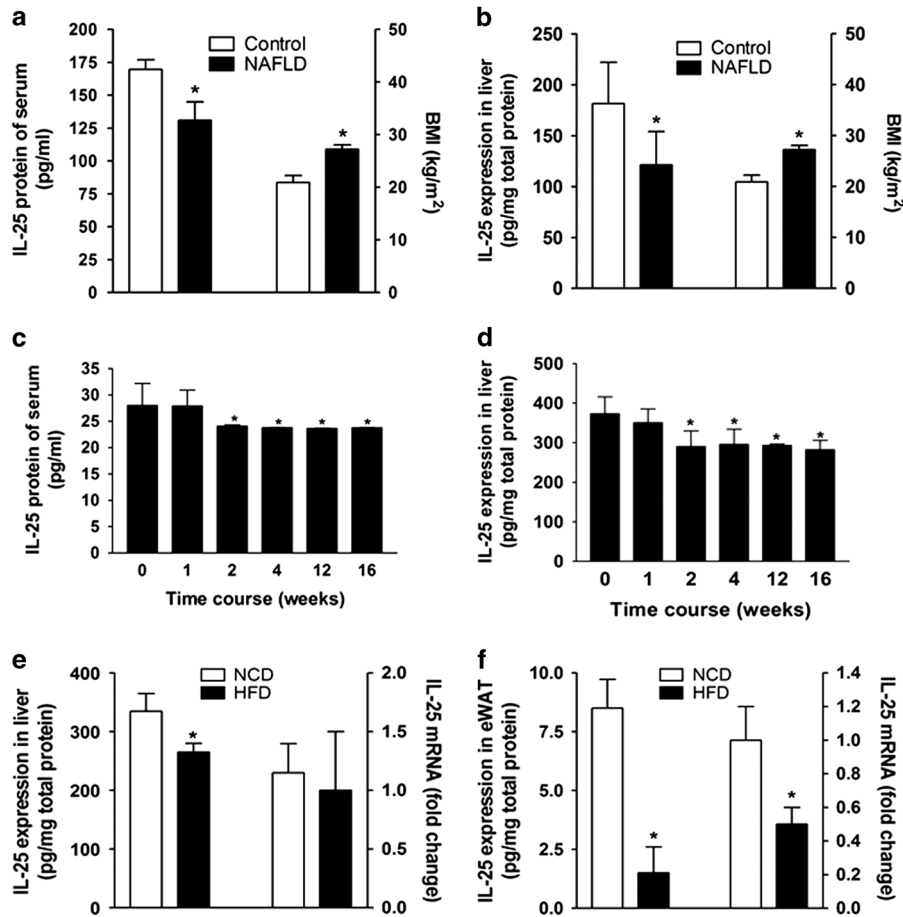 a
IL-25 protein of serum
(pg/ml)
200
175
150
125
100
75
50
25
0
Control
NAFLD
*
*
50
40
30
20
10
0
BMI (kg/m2)
b
IL-25 expression in liver
(pg/mg total protein)
250
200
150
100
50
0
Control
NAFLD
*
*
50
40
30
20
10
0
BMI (kg/m2)
c
IL-25 protein of serum
(pg/ml)
35
30
25
20
15
10
5
0
* * * *
0 1 2 4 12 16
Time course (weeks)
d
IL-25 expression in liver
(pg/mg total protein)
500
400
300
200
100
0
* * * *
0 1 2 4 12 16
Time course (weeks)
e
IL-25 expression in liver
(pg/mg total protein)
400
300
200
100
0
NCD
HFD
*
2.0
1.5
1.0
0.5
0.0
IL-25 mRNA (fold change)
f
IL-25 expression in eWAT
(pg/mg total protein)
10.0
7.5
5.0
2.5
0.0
NCD
HFD
*
*
1.4
1.2
1.0
0.8
0.6
0.4
0.2
0.0
IL-25 mRNA (fold change)